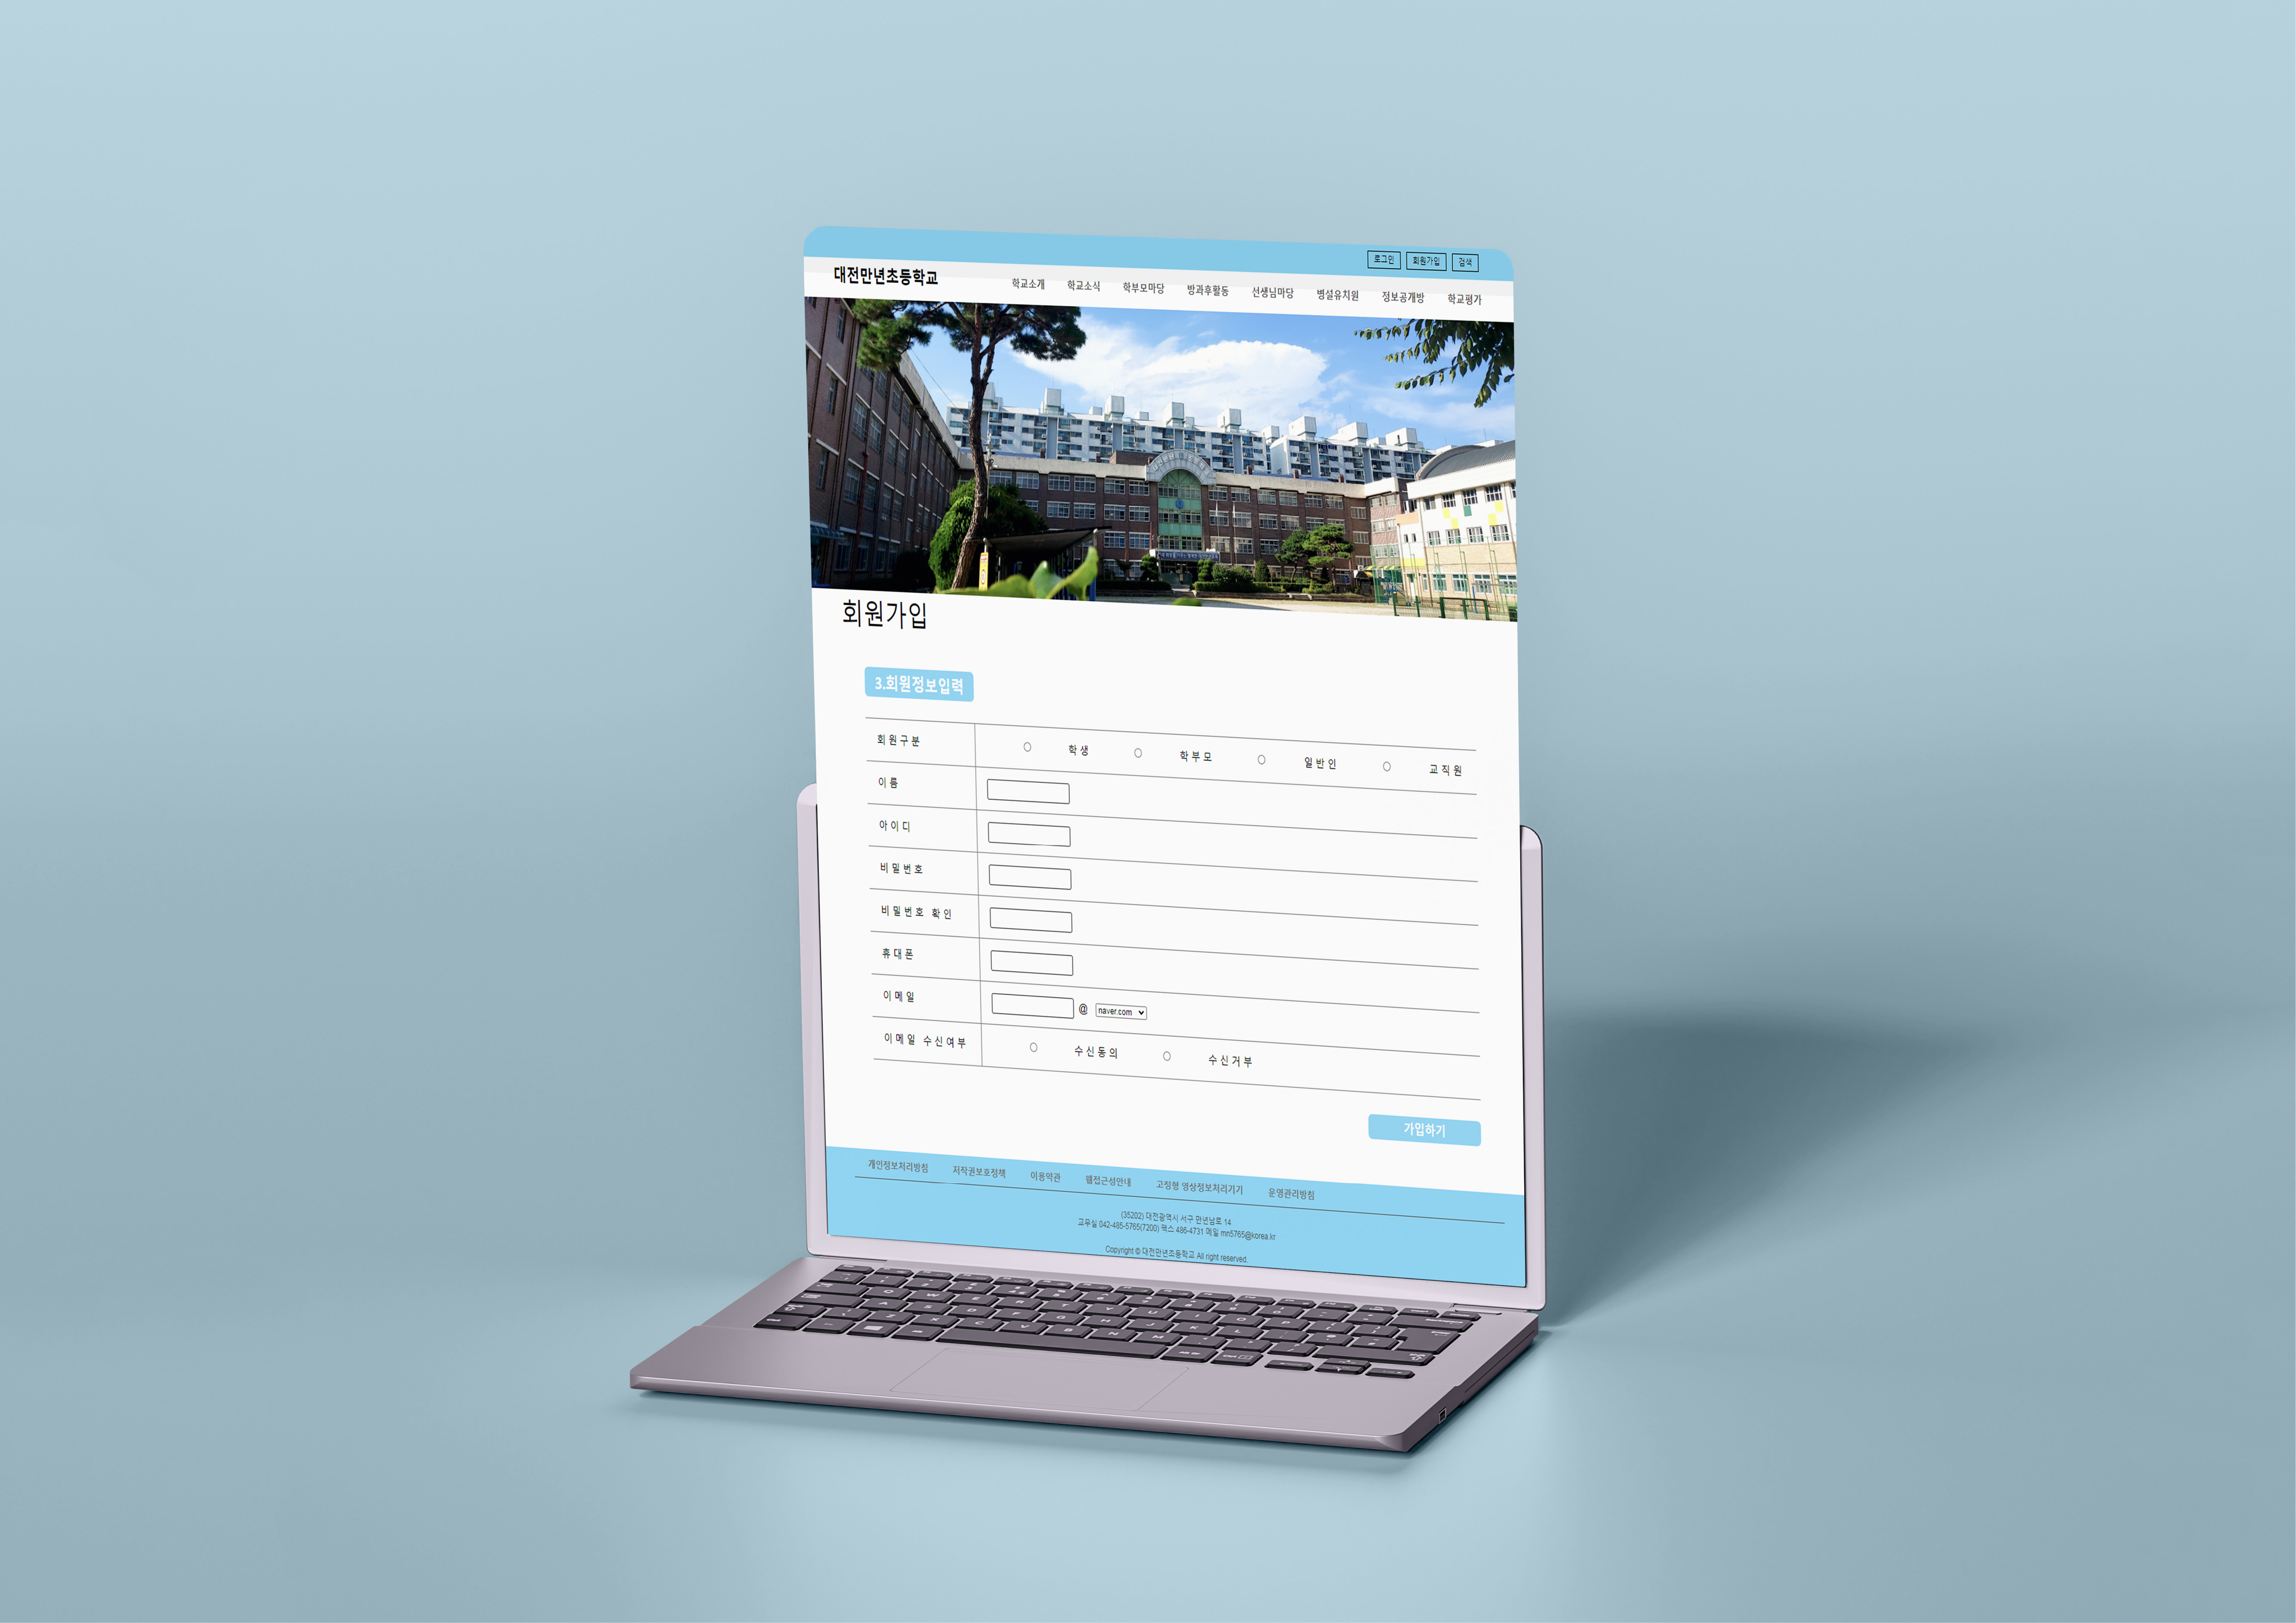 로그인 회원가입 검색
대전만년초등학교
학교소개 학교소식 학부모마당 방과후활동 선생님마당 병설유치원 정보공개방 학교평가
회원가입
3.회원정보입력
회원구분 학생 학부모 일반인 교직원
이름
아이디
비밀번호
비밀번호 확인
휴대폰
이메일 @ naver.com
이메일 수신여부 수신동의 수신거부
가입하기
개인정보처리방침 저작권보호정책 이용약관 웹접근성안내 고정형 영상정보처리기기 운영관리방침
(35202) 대전광역시 서구 만년남로 14
교무실 042-485-5765(7200) 팩스 486-4731 메일 mn5765@korea.kr
Copyright © 대전만년초등학교 All right reserved.
Q W E R T Y U I O P
A S D F G H J K L
Z X C V B N M